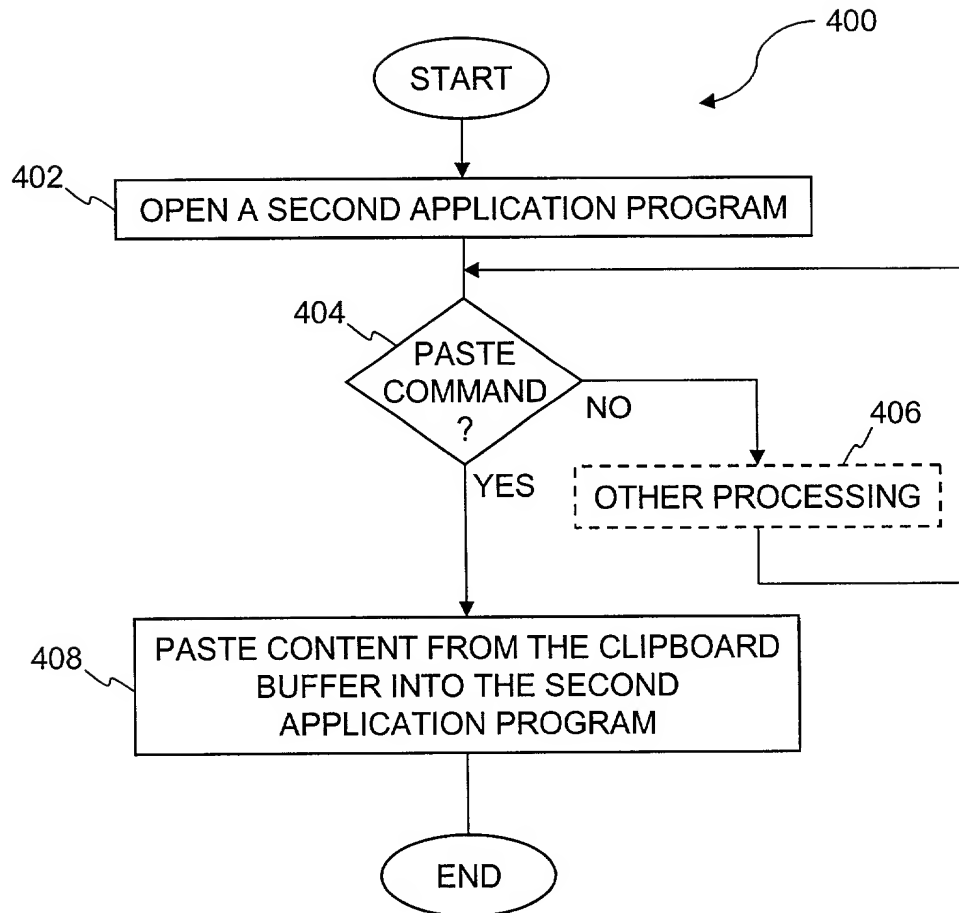 400
START
402
OPEN A SECOND APPLICATION PROGRAM
404
PASTE
COMMAND
?
NO
YES
406
OTHER PROCESSING
408
PASTE CONTENT FROM THE CLIPBOARD
BUFFER INTO THE SECOND
APPLICATION PROGRAM
END